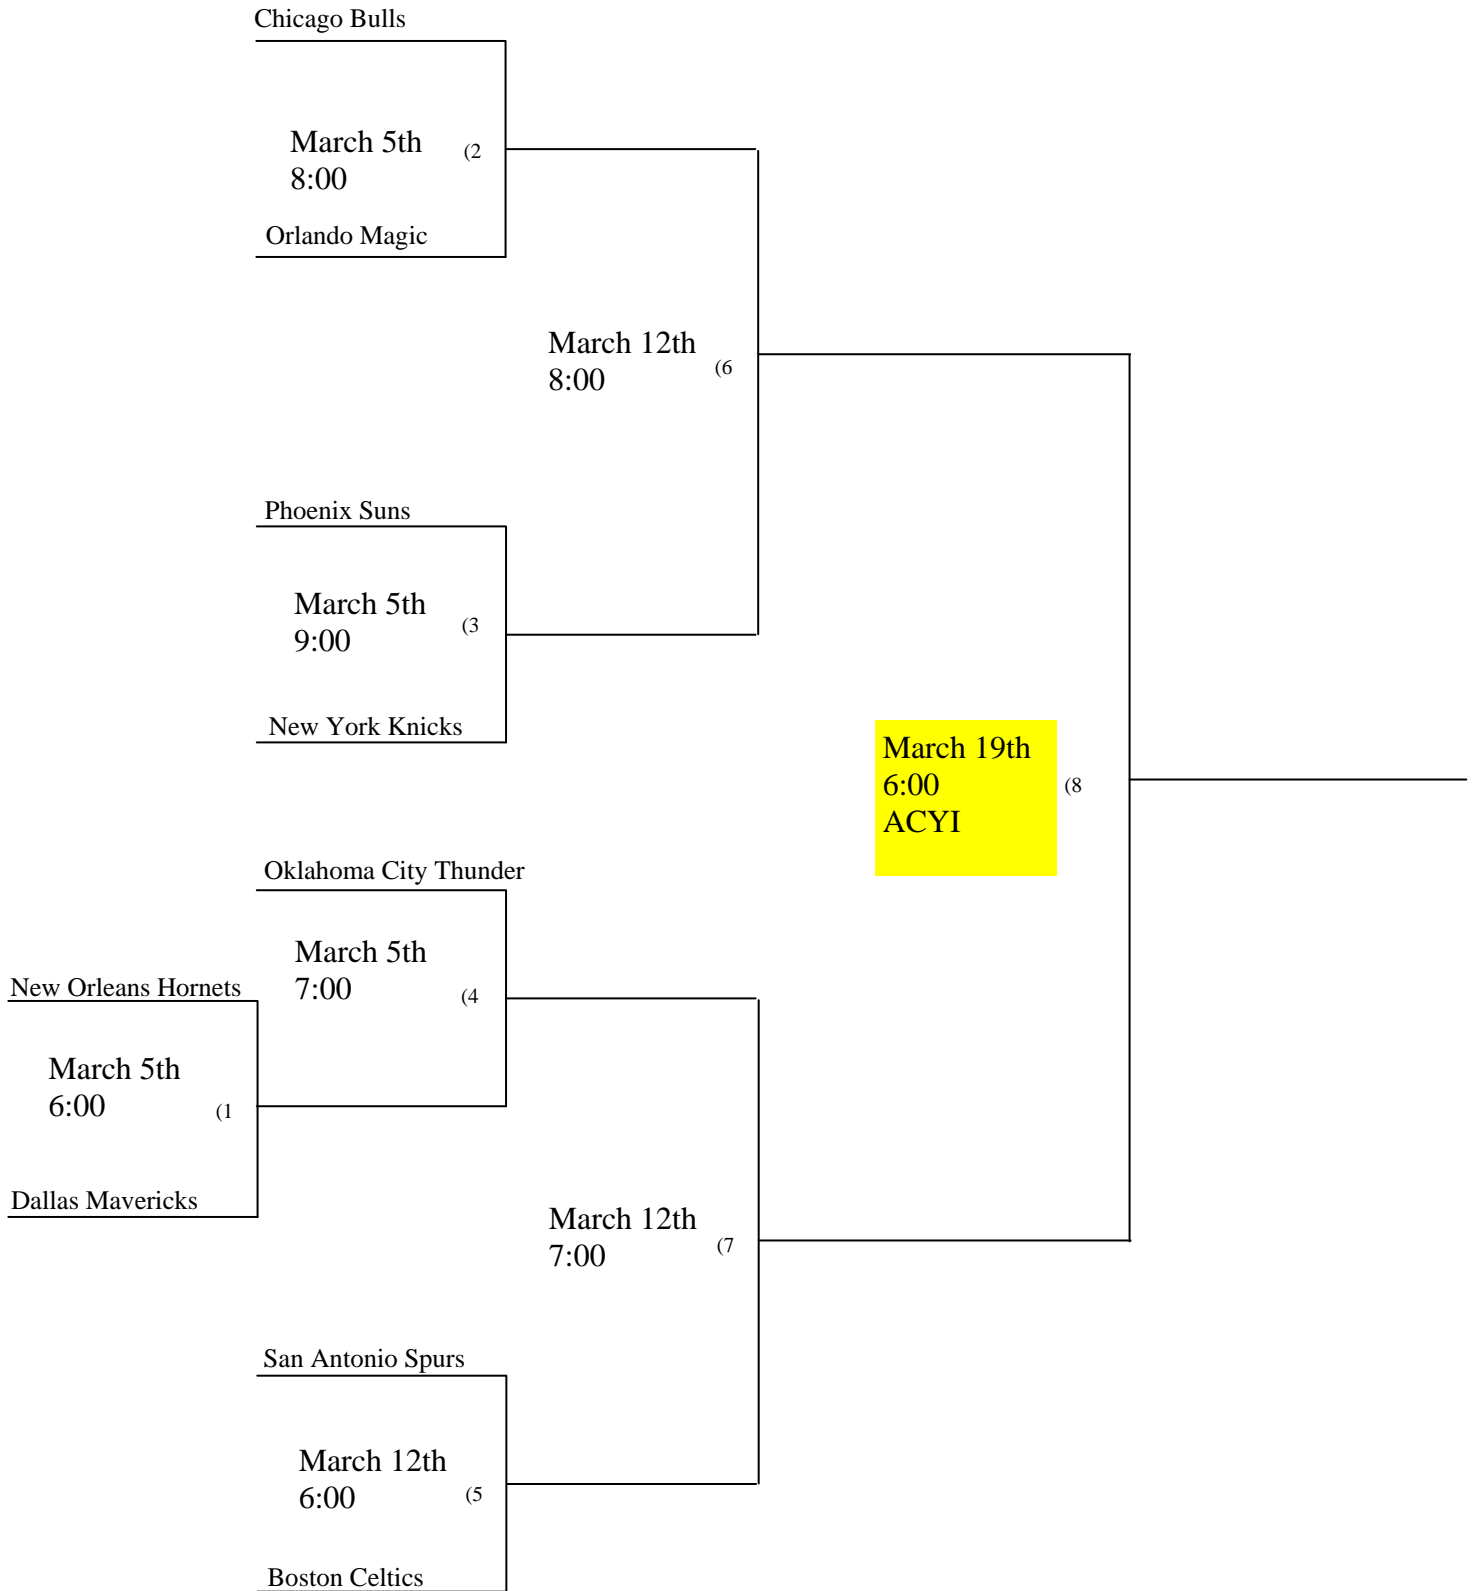 Chicago Bulls
March 5th
8:00
(2
Orlando Magic
March 12th
8:00
(6
Phoenix Suns
March 5th
9:00
(3
New York Knicks
March 19th
6:00
ACYI
(8
Oklahoma City Thunder
March 5th
7:00
(4
New Orleans Hornets
March 5th
6:00
(1
Dallas Mavericks
March 12th
7:00
(7
San Antonio Spurs
March 12th
6:00
(5
Boston Celtics